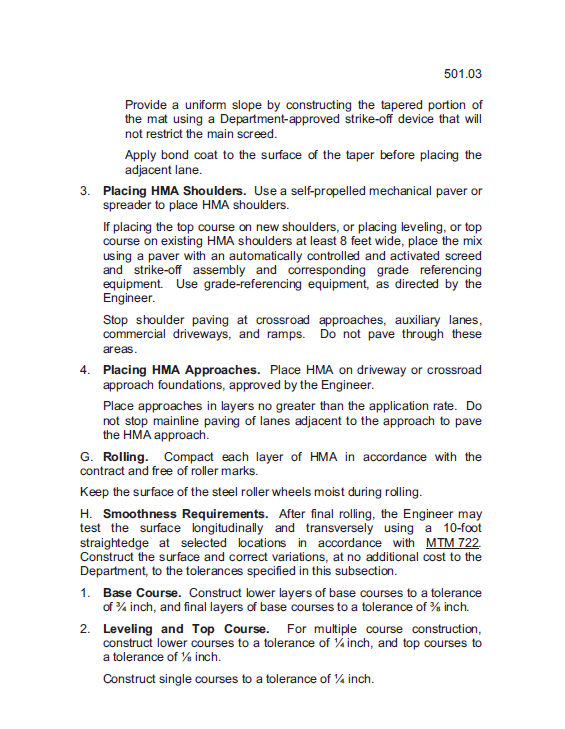 501.03
Provide a uniform slope by constructing the tapered portion of
the mat using a Department-approved strike-off device that will
not restrict the main screed.
Apply bond coat to the surface of the taper before placing the
adjacent lane.
3. Placing HMA Shoulders. Use a self-propelled mechanical paver or
spreader to place HMA shoulders.
If placing the top course on new shoulders, or placing leveling, or top
course on existing HMA shoulders at least 8 feet wide, place the mix
using a paver with an automatically controlled and activated screed
and strike-off assembly and corresponding grade referencing
equipment. Use grade-referencing equipment, as directed by the
Engineer.
Stop shoulder paving at crossroad approaches, auxiliary lanes,
commercial driveways, and ramps. Do not pave through these
areas.
4. Placing HMA Approaches. Place HMA on driveway or crossroad
approach foundations, approved by the Engineer.
Place approaches in layers no greater than the application rate. Do
not stop mainline paving of lanes adjacent to the approach to pave
the HMA approach.
G. Rolling. Compact each layer of HMA in accordance with the
contract and free of roller marks.
Keep the surface of the steel roller wheels moist during rolling.
H. Smoothness Requirements. After final rolling, the Engineer may
test the surface longitudinally and transversely using a 10-foot
straightedge at selected locations in accordance with MTM 722.
Construct the surface and correct variations, at no additional cost to the
Department, to the tolerances specified in this subsection.
1. Base Course. Construct lower layers of base courses to a tolerance
of ¾ inch, and final layers of base courses to a tolerance of ⅜ inch.
2. Leveling and Top Course. For multiple course construction,
construct lower courses to a tolerance of ¼ inch, and top courses to
a tolerance of ⅛ inch.
Construct single courses to a tolerance of ¼ inch.